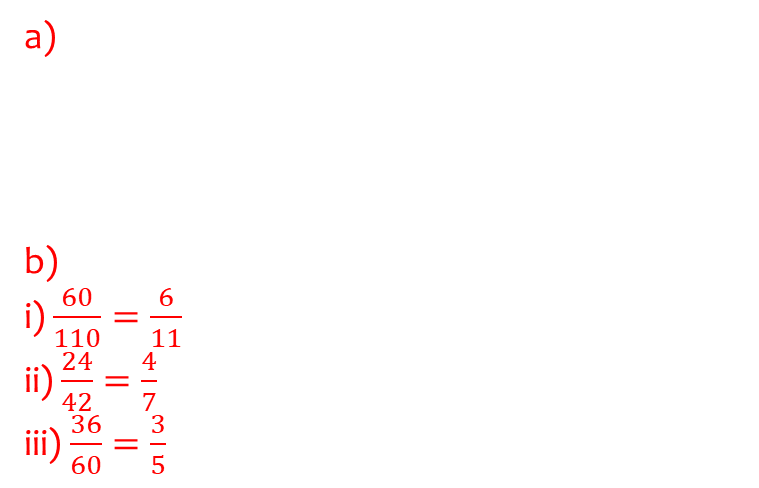 a)
b)
i) 60/110 = 6/11
ii) 24/42 = 4/7
iii) 36/60 = 3/5